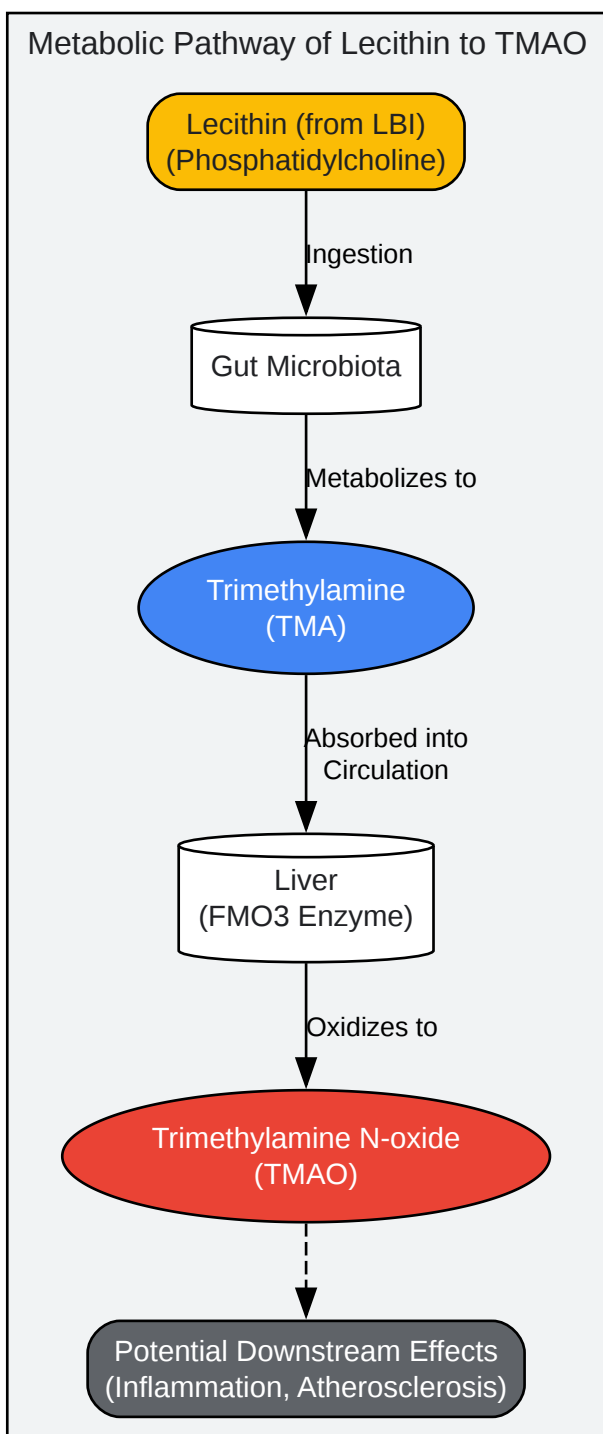 Metabolic Pathway of Lecithin to TMAO
Lecithin (from LBI)
(Phosphatidylcholine)
Ingestion
Gut Microbiota
Metabolizes to
Trimethylamine
(TMA)
Absorbed into
Circulation
Liver
(FMO3 Enzyme)
Oxidizes to
Trimethylamine N-oxide
(TMAO)
Potential Downstream Effects
(Inflammation, Atherosclerosis)